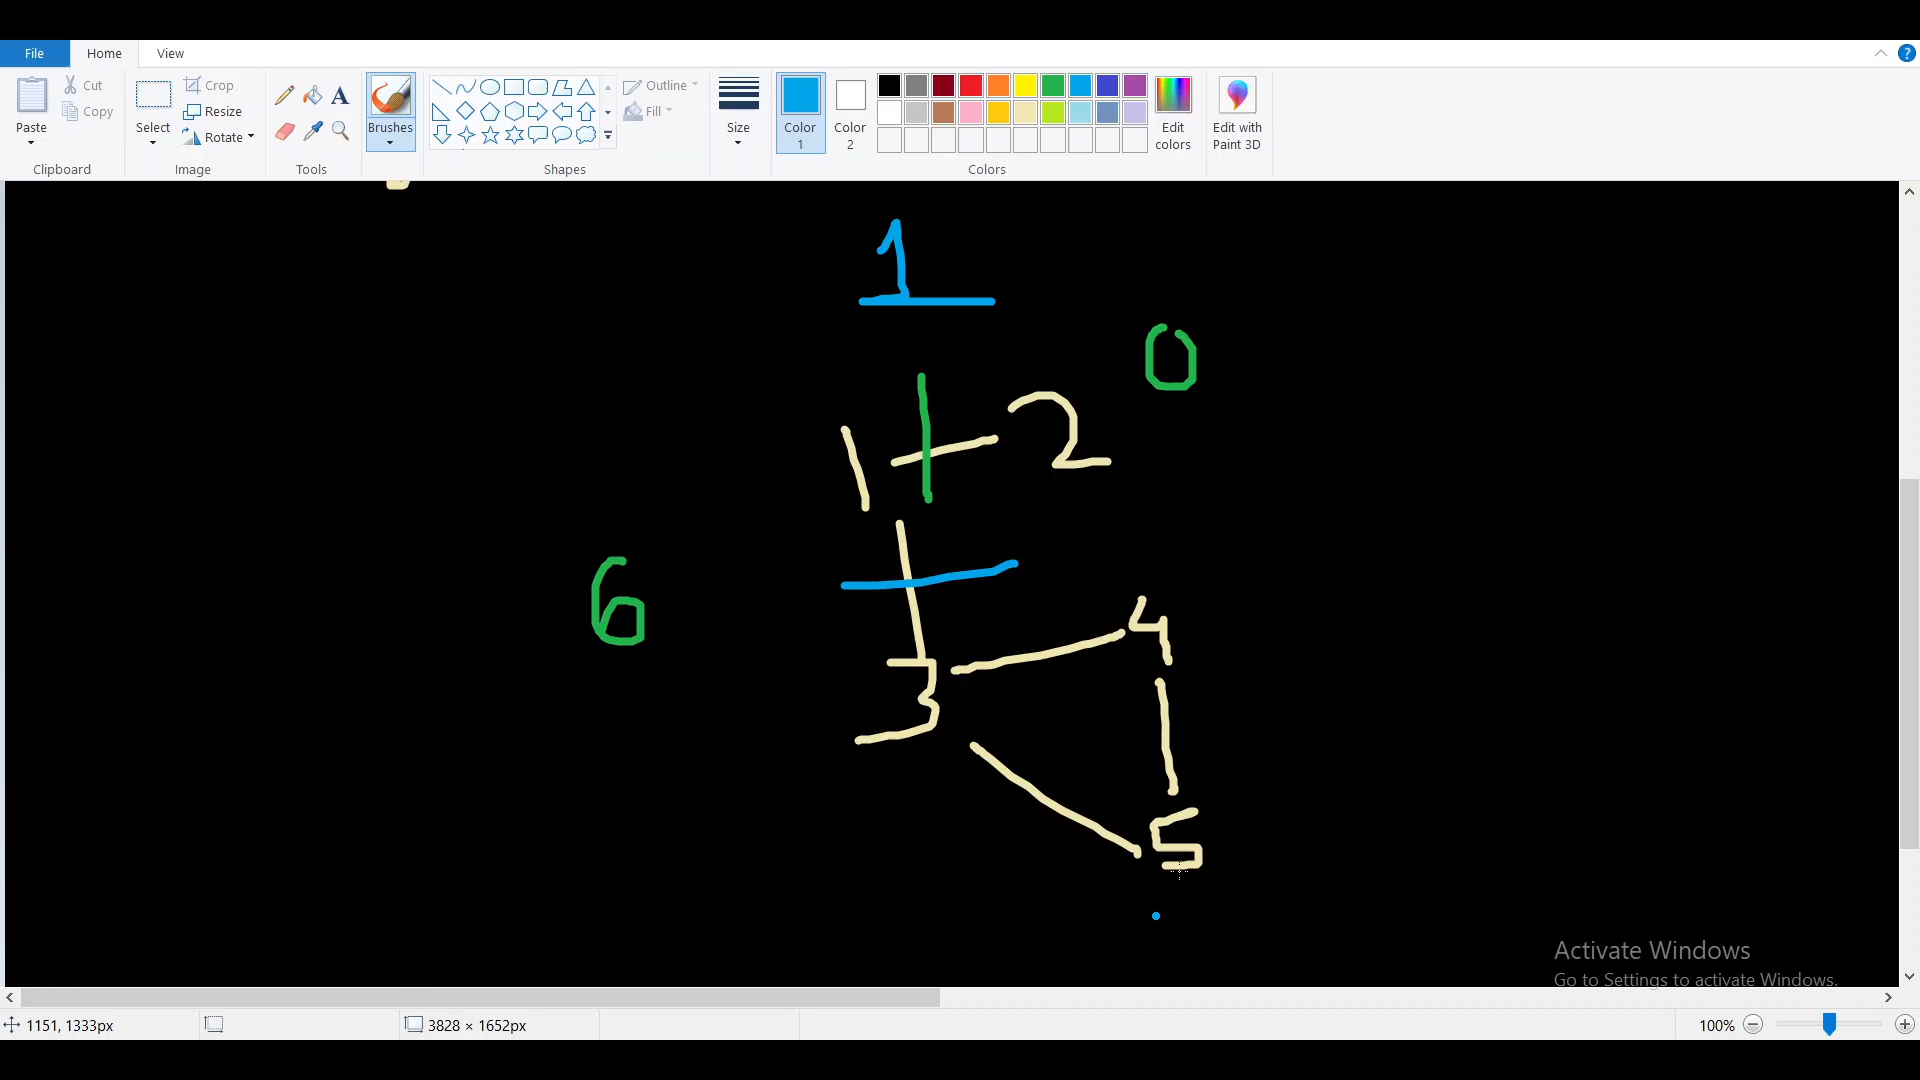 File Home View
Paste
Cut
Copy
Clipboard
Select
Crop
Resize
Rotate
Image
Tools
Brushes
Shapes
Outline
Fill
Size
Color 1
Color 2
Edit colors
Colors
Edit with Paint 3D
1
0
1 2
6
4
3
5
Activate Windows
Go to Settings to activate Windows.
1151, 1333px
3828 × 1652px
100%